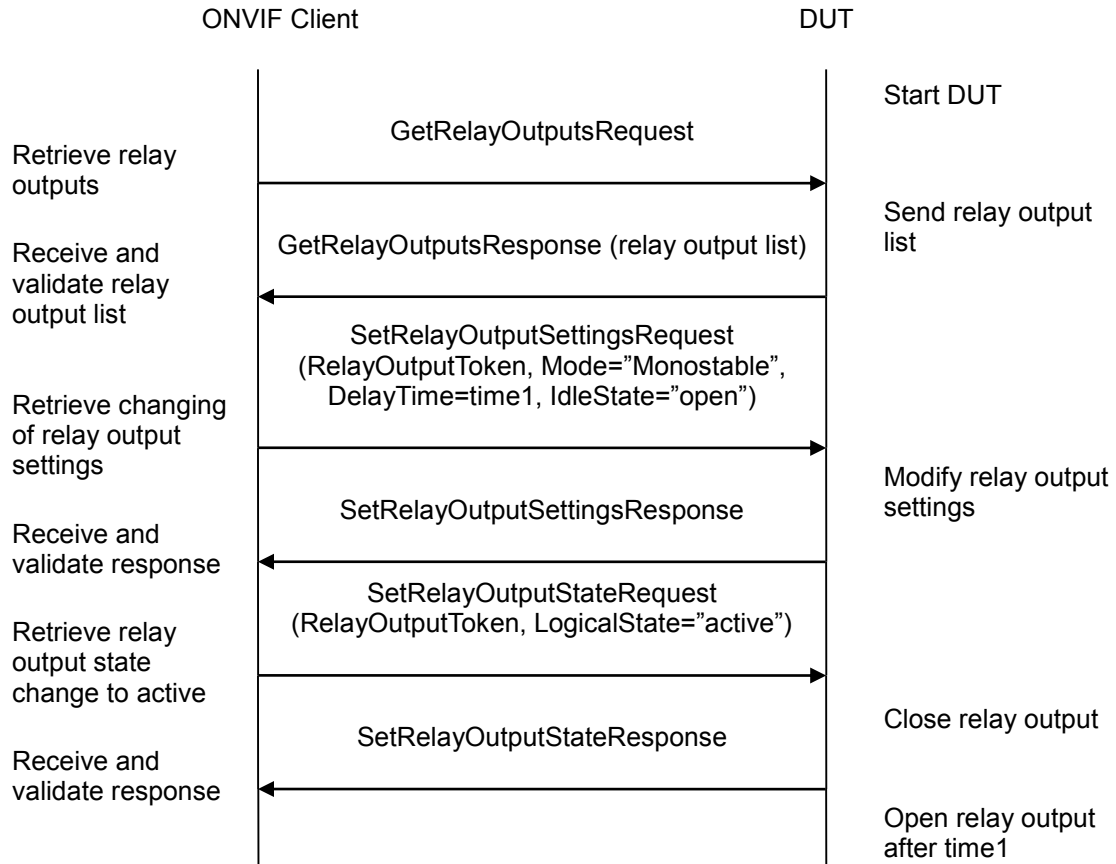 ONVIF Client
DUT
Start DUT
GetRelayOutputsRequest
Retrieve relay
outputs
Send relay output
list
GetRelayOutputsResponse (relay output list)
Receive and
validate relay
output list
SetRelayOutputSettingsRequest
(RelayOutputToken, Mode=”Monostable”,
DelayTime=time1, IdleState=”open”)
Retrieve changing
of relay output
settings
Modify relay output
settings
SetRelayOutputSettingsResponse
Receive and
validate response
SetRelayOutputStateRequest
(RelayOutputToken, LogicalState=”active”)
Retrieve relay
output state
change to active
Close relay output
SetRelayOutputStateResponse
Receive and
validate response
Open relay output
after time1